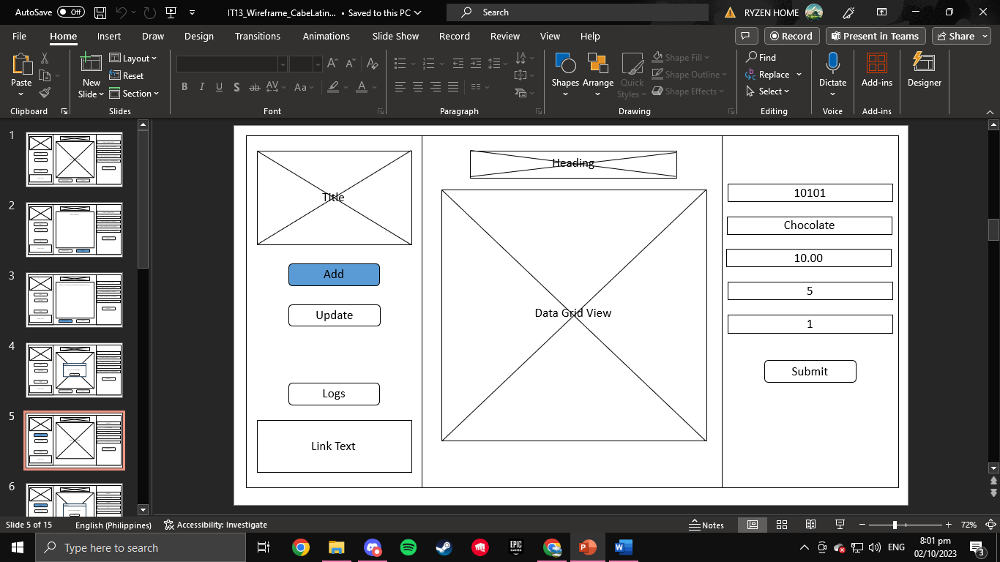 AutoSave Off IT13_Wireframe_CabeLatin... • Saved to this PC Search RYZEN HOME
File Home Insert Draw Design Transitions Animations Slide Show Record Review View Help Record Present in Teams Share
Paste
Clipboard
New Slide
Layout
Reset
Section
Slides
B I U S ab AV Aa A
Font
Paragraph
Shapes
Arrange
Quick Styles
Shape Fill
Shape Outline
Shape Effects
Drawing
Find
Replace
Select
Editing
Dictate
Voice
Add-ins
Add-ins
Designer
1
2
3
4
5
6
Title
Add
Update
Logs
Link Text
Heading
Data Grid View
10101
Chocolate
10.00
5
1
Submit
Slide 5 of 15 English (Philippines) Accessibility: Investigate Notes 72%
Type here to search
EPIC GAMES
ENG
8:01 pm
02/10/2023
3